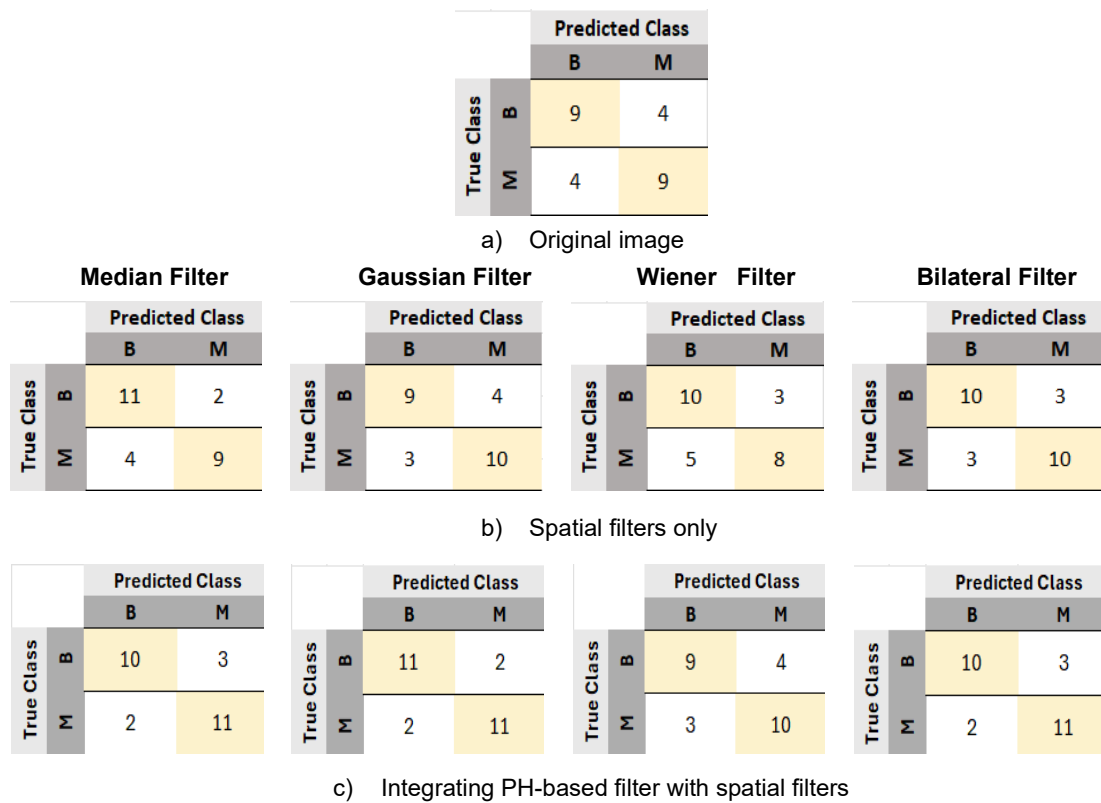 Predicted Class
B M
True Class
B 9 4
M 4 9
a) Original image
Median Filter Gaussian Filter Wiener Filter Bilateral Filter
Predicted Class Predicted Class Predicted Class Predicted Class
B M B M B M B M
True Class True Class True Class True Class
B 11 2 B 9 4 B 10 3 B 10 3
M 4 9 M 3 10 M 5 8 M 3 10
b) Spatial filters only
Predicted Class Predicted Class Predicted Class Predicted Class
B M B M B M B M
True Class True Class True Class True Class
B 10 3 B 11 2 B 9 4 B 10 3
M 2 11 M 2 11 M 3 10 M 2 11
c) Integrating PH-based filter with spatial filters